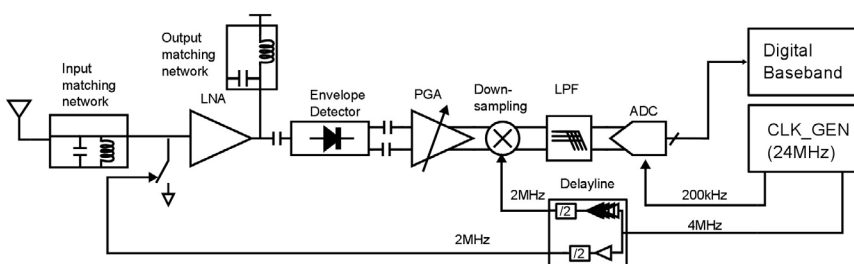 Output
matching
network
Input
matching
network
LNA
Envelope
Detector
PGA
Down-
sampling
LPF
ADC
Digital
Baseband
CLK_GEN
(24MHz)
2MHz
Delayline
200kHz
/2
4MHz
2MHz
/2